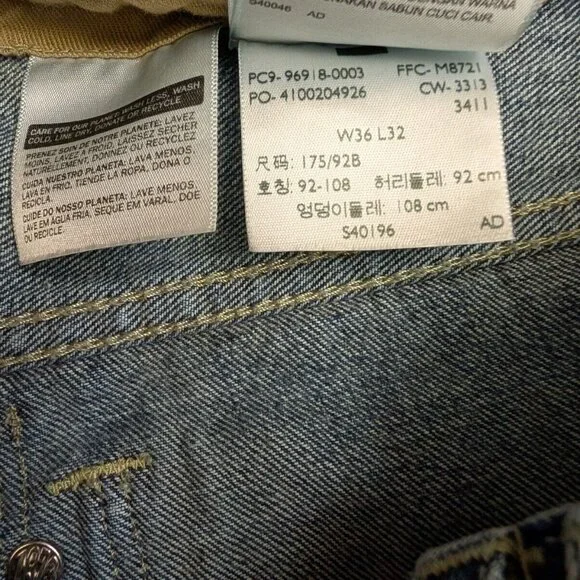 NAKAN SABUN CUCI CAIR.
S40046 AD
CARE FOR OUR PLANET: WASH LESS, WASH
COLD, LINE DRY, DONATE OR RECYCLE
PRENEZ SOIN DE NOTRE PLANETE: LAVEZ
MOINS, LAVEZ A FROID, LAISSEZ SECHER
NATURELLEMENT, DONNEZ OU RECYCLEZ
CUIDA NUESTRO PLANETA: LAVA MENOS,
LAVA EN FRIO, TIENDE LA ROPA, DONA O
RECICLA.
CUIDE DO NOSSO PLANETA: LAVE MENOS,
LAVE EM ÁGUA FRIA, SEQUE EM VARAL, DOE
OU RECICLE.
PC9- 96918-0003 FFC- M8721
PO- 4100204926 CW- 3313
3411
W36 L32
尺码: 175/92B
호칭: 92-108 허리둘레: 92 cm
엉덩이둘레: 108 cm
S40196 AD